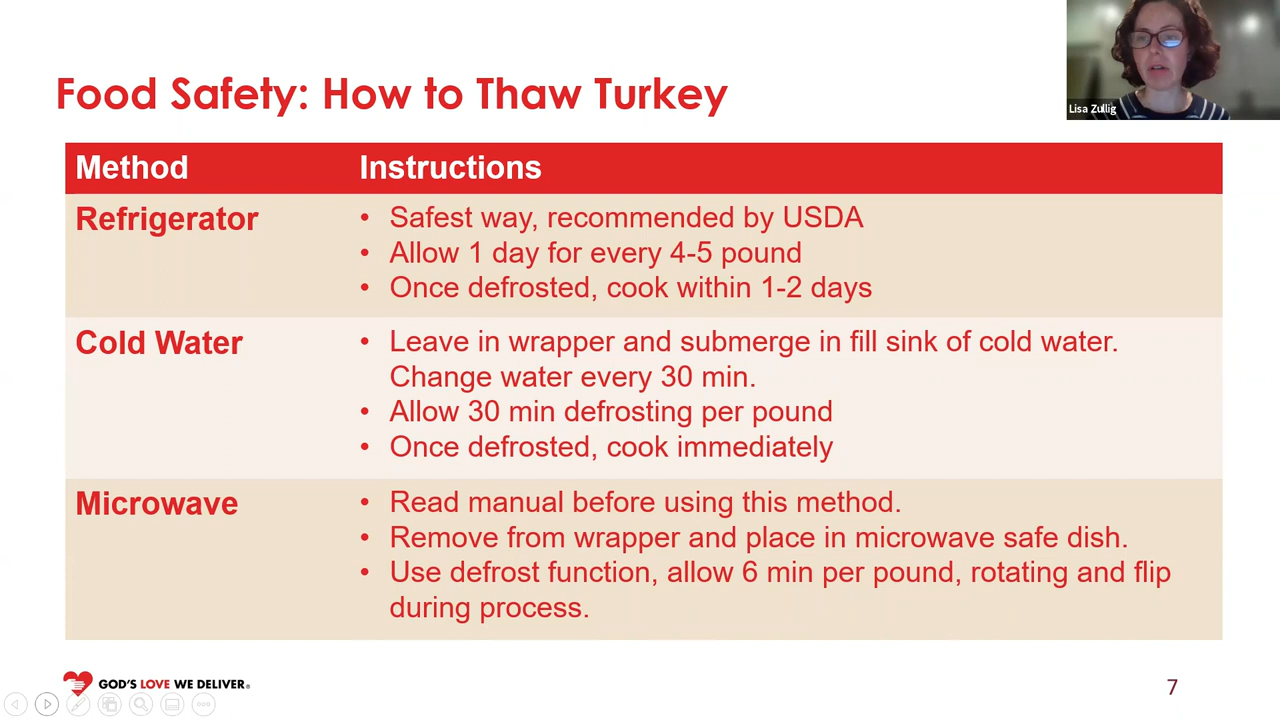 Lisa Zullig
Food Safety: How to Thaw Turkey
Method Instructions
Refrigerator
• Safest way, recommended by USDA
• Allow 1 day for every 4-5 pound
• Once defrosted, cook within 1-2 days
Cold Water
• Leave in wrapper and submerge in fill sink of cold water.
Change water every 30 min.
• Allow 30 min defrosting per pound
• Once defrosted, cook immediately
Microwave
• Read manual before using this method.
• Remove from wrapper and place in microwave safe dish.
• Use defrost function, allow 6 min per pound, rotating and flip
during process.
GOD'S LOVE WE DELIVER®
7